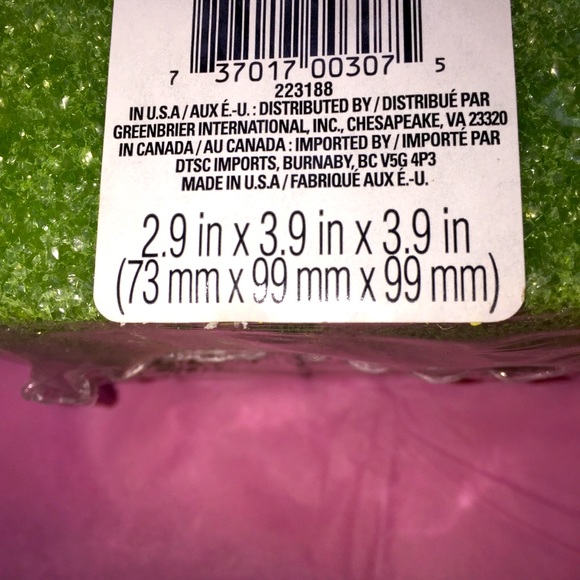 7 37017 00307 5
223188
IN U.S.A / AUX É.-U. : DISTRIBUTED BY / DISTRIBUÉ PAR
GREENBRIER INTERNATIONAL, INC., CHESAPEAKE, VA 23320
IN CANADA / AU CANADA : IMPORTED BY / IMPORTÉ PAR
DTSC IMPORTS, BURNABY, BC V5G 4P3
MADE IN U.S.A / FABRIQUÉ AUX É.-U.
2.9 in x 3.9 in x 3.9 in
(73 mm x 99 mm x 99 mm)